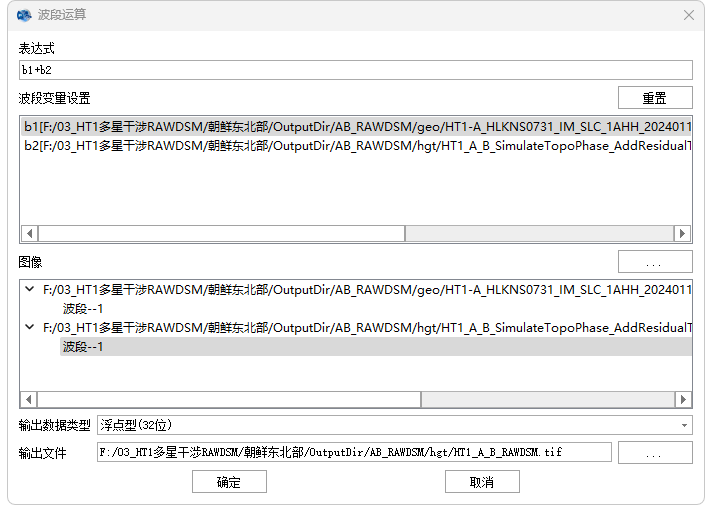 波段运算
表达式
b1+b2
波段变量设置
重置
b1[F:/03_HT1多星干涉RAWDSM/朝鲜东北部/OutputDir/AB_RAWDSM/geo/HT1-A_HLKNS0731_IM_SLC_1AHH_2024011
b2[F:/03_HT1多星干涉RAWDSM/朝鲜东北部/OutputDir/AB_RAWDSM/hgt/HT1_A_B_SimulateTopoPhase_AddResidualT
图像
...
F:/03_HT1多星干涉RAWDSM/朝鲜东北部/OutputDir/AB_RAWDSM/geo/HT1-A_HLKNS0731_IM_SLC_1AHH_2024011
波段--1
F:/03_HT1多星干涉RAWDSM/朝鲜东北部/OutputDir/AB_RAWDSM/hgt/HT1_A_B_SimulateTopoPhase_AddResidualT
波段--1
输出数据类型
浮点型(32位)
输出文件
F:/03_HT1多星干涉RAWDSM/朝鲜东北部/OutputDir/AB_RAWDSM/hgt/HT1_A_B_RAWDSM.tif
...
确定
取消